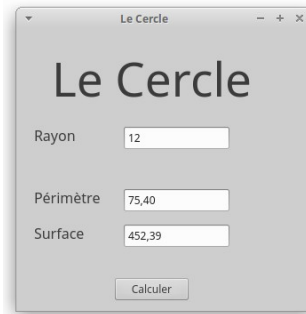 Le Cercle
Le Cercle
Rayon 12
Périmètre 75,40
Surface 452,39
Calculer